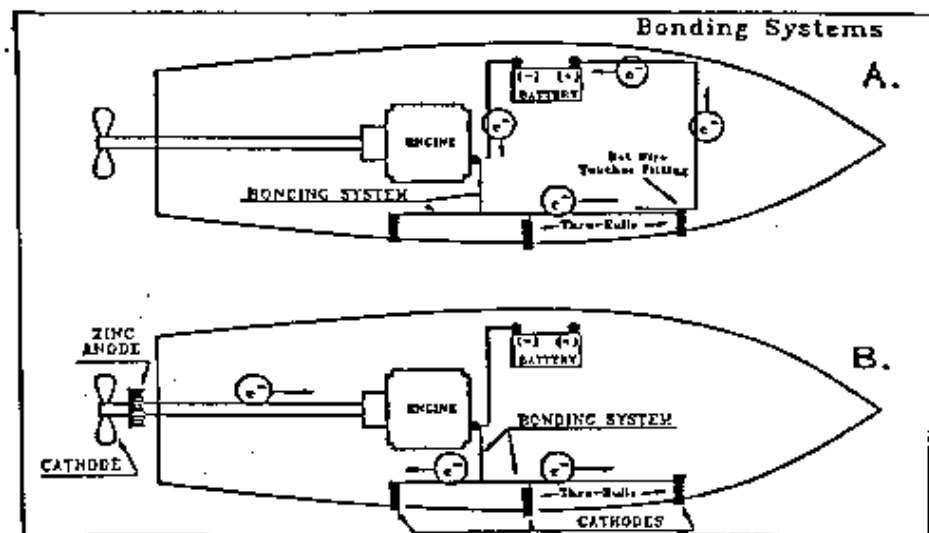 Bonding Systems
A.
(-) (+)
BATTERY
e-
e-
e-
ENGINE
Hot Wire
Touches Fitting
BONDING SYSTEM
e-
Thru-Hulls
ZINC
ANODE
B.
(-) (+)
BATTERY
e-
ENGINE
BONDING SYSTEM
CATHODE
e-
e-
Thru-Hulls
CATHODES